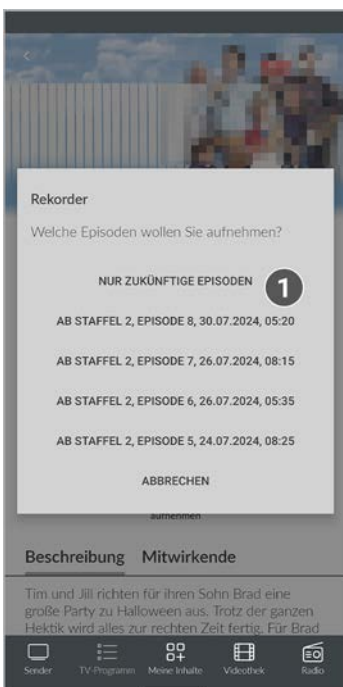 Rekorder
Welche Episoden wollen Sie aufnehmen?
NUR ZUKÜNFTIGE EPISODEN
1
AB STAFFEL 2, EPISODE 8, 30.07.2024, 05:20
AB STAFFEL 2, EPISODE 7, 26.07.2024, 08:15
AB STAFFEL 2, EPISODE 6, 26.07.2024, 05:35
AB STAFFEL 2, EPISODE 5, 24.07.2024, 08:25
ABBRECHEN
aufnehmen
Beschreibung Mitwirkende
Tim und Jill richten für ihren Sohn Brad eine
große Party zu Halloween aus. Trotz der ganzen
Hektik wird alles zur rechten Zeit fertig. Für Brad
Sender TV-Programm Meine Inhalte Videothek Radio